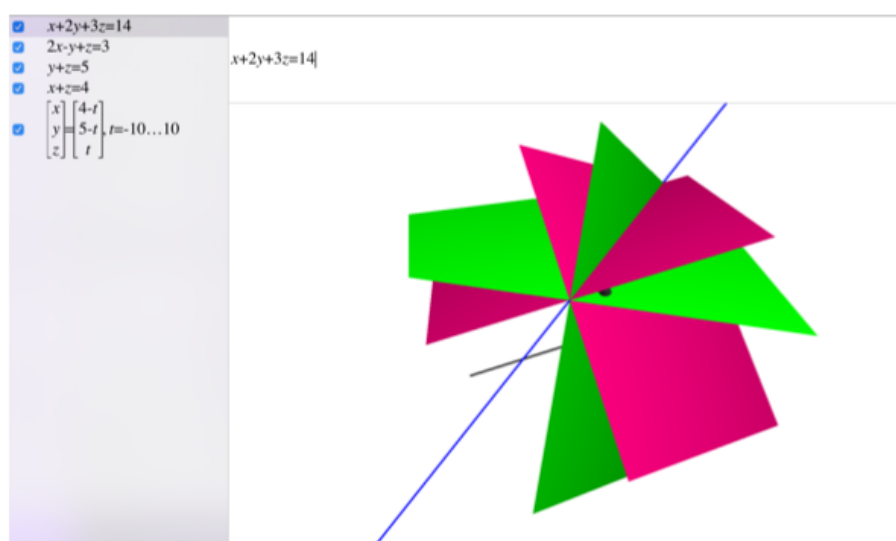 x+2y+3z=14
2x-y+z=3
y+z=5
x+z=4
[x y z]=[4-t 5-t t], t=-10…10
x+2y+3z=14